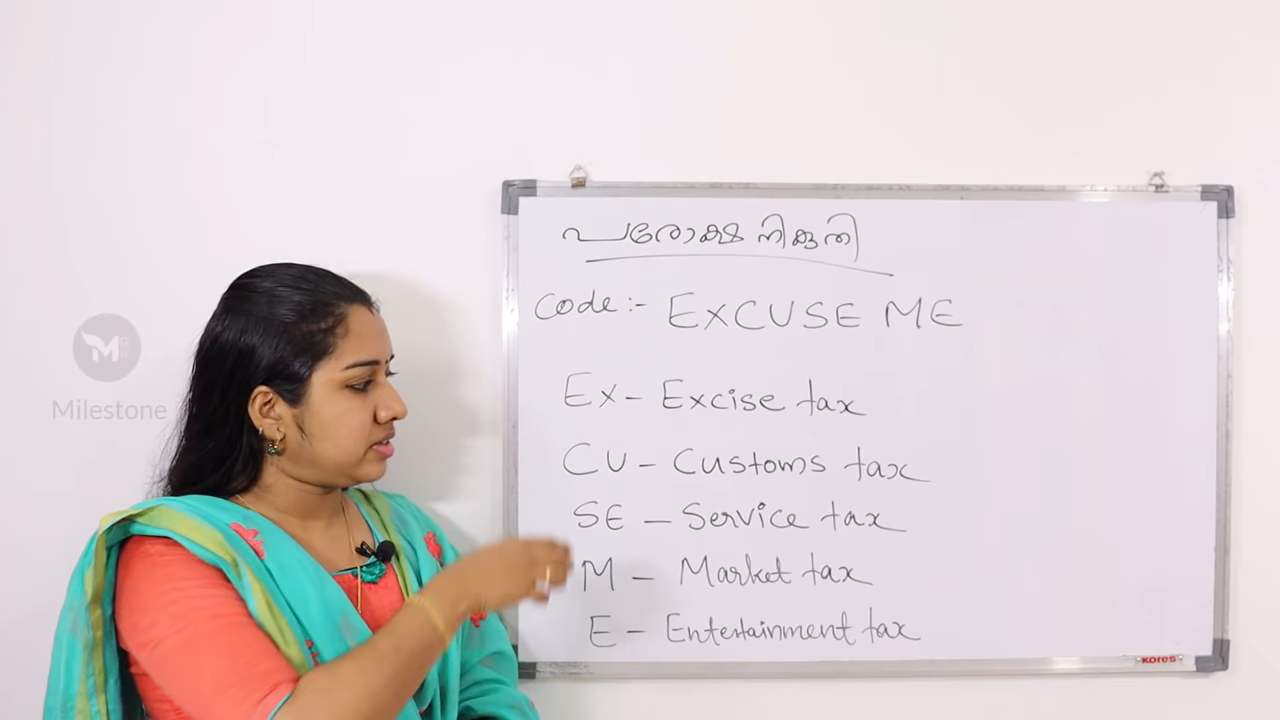 പരോക്ഷ നികുതി
Code :- EXCUSE ME
Ex - Excise tax
CU - Customs tax
SE - Service tax
M - Market tax
E - Entertainment tax
Milestone
KORES